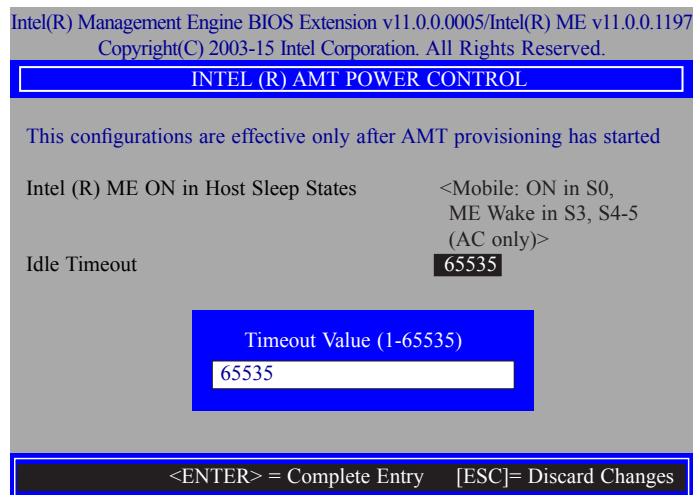 Intel(R) Management Engine BIOS Extension v11.0.0.0005/Intel(R) ME v11.0.0.1197
Copyright(C) 2003-15 Intel Corporation. All Rights Reserved.
INTEL (R) AMT POWER CONTROL
This configurations are effective only after AMT provisioning has started
Intel (R) ME ON in Host Sleep States <Mobile: ON in S0,
ME Wake in S3, S4-5
(AC only)>
Idle Timeout 65535
Timeout Value (1-65535)
65535
<ENTER> = Complete Entry [ESC]= Discard Changes